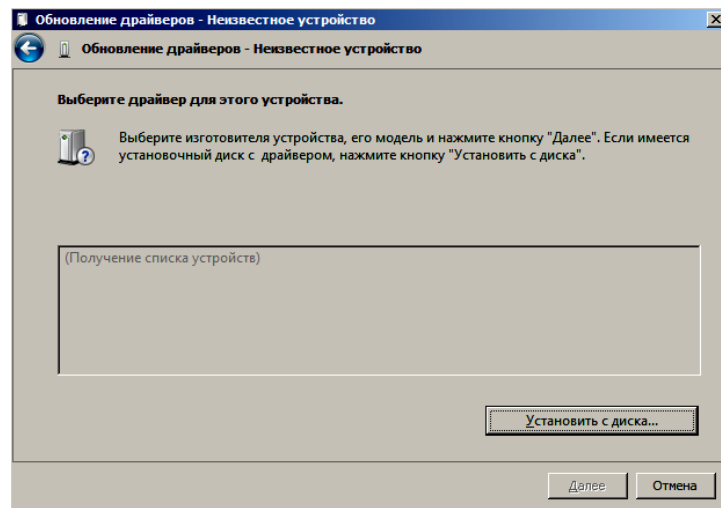 Обновление драйверов - Неизвестное устройство
Обновление драйверов - Неизвестное устройство
Выберите драйвер для этого устройства.
Выберите изготовителя устройства, его модель и нажмите кнопку "Далее". Если имеется
установочный диск с драйвером, нажмите кнопку "Установить с диска".
(Получение списка устройств)
Установить с диска...
Далее
Отмена